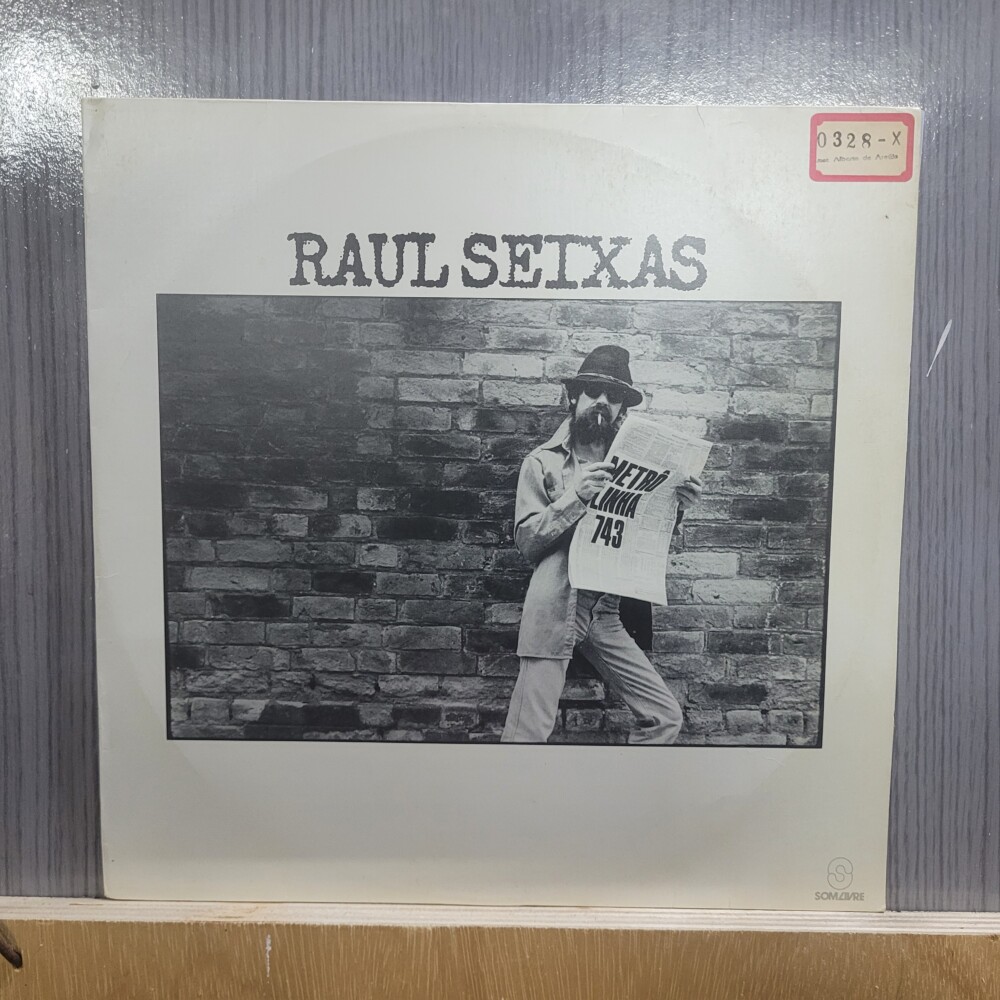 0328-X
RAUL SEIXAS
METRÔ
LINHA
743
SOM LIVRE